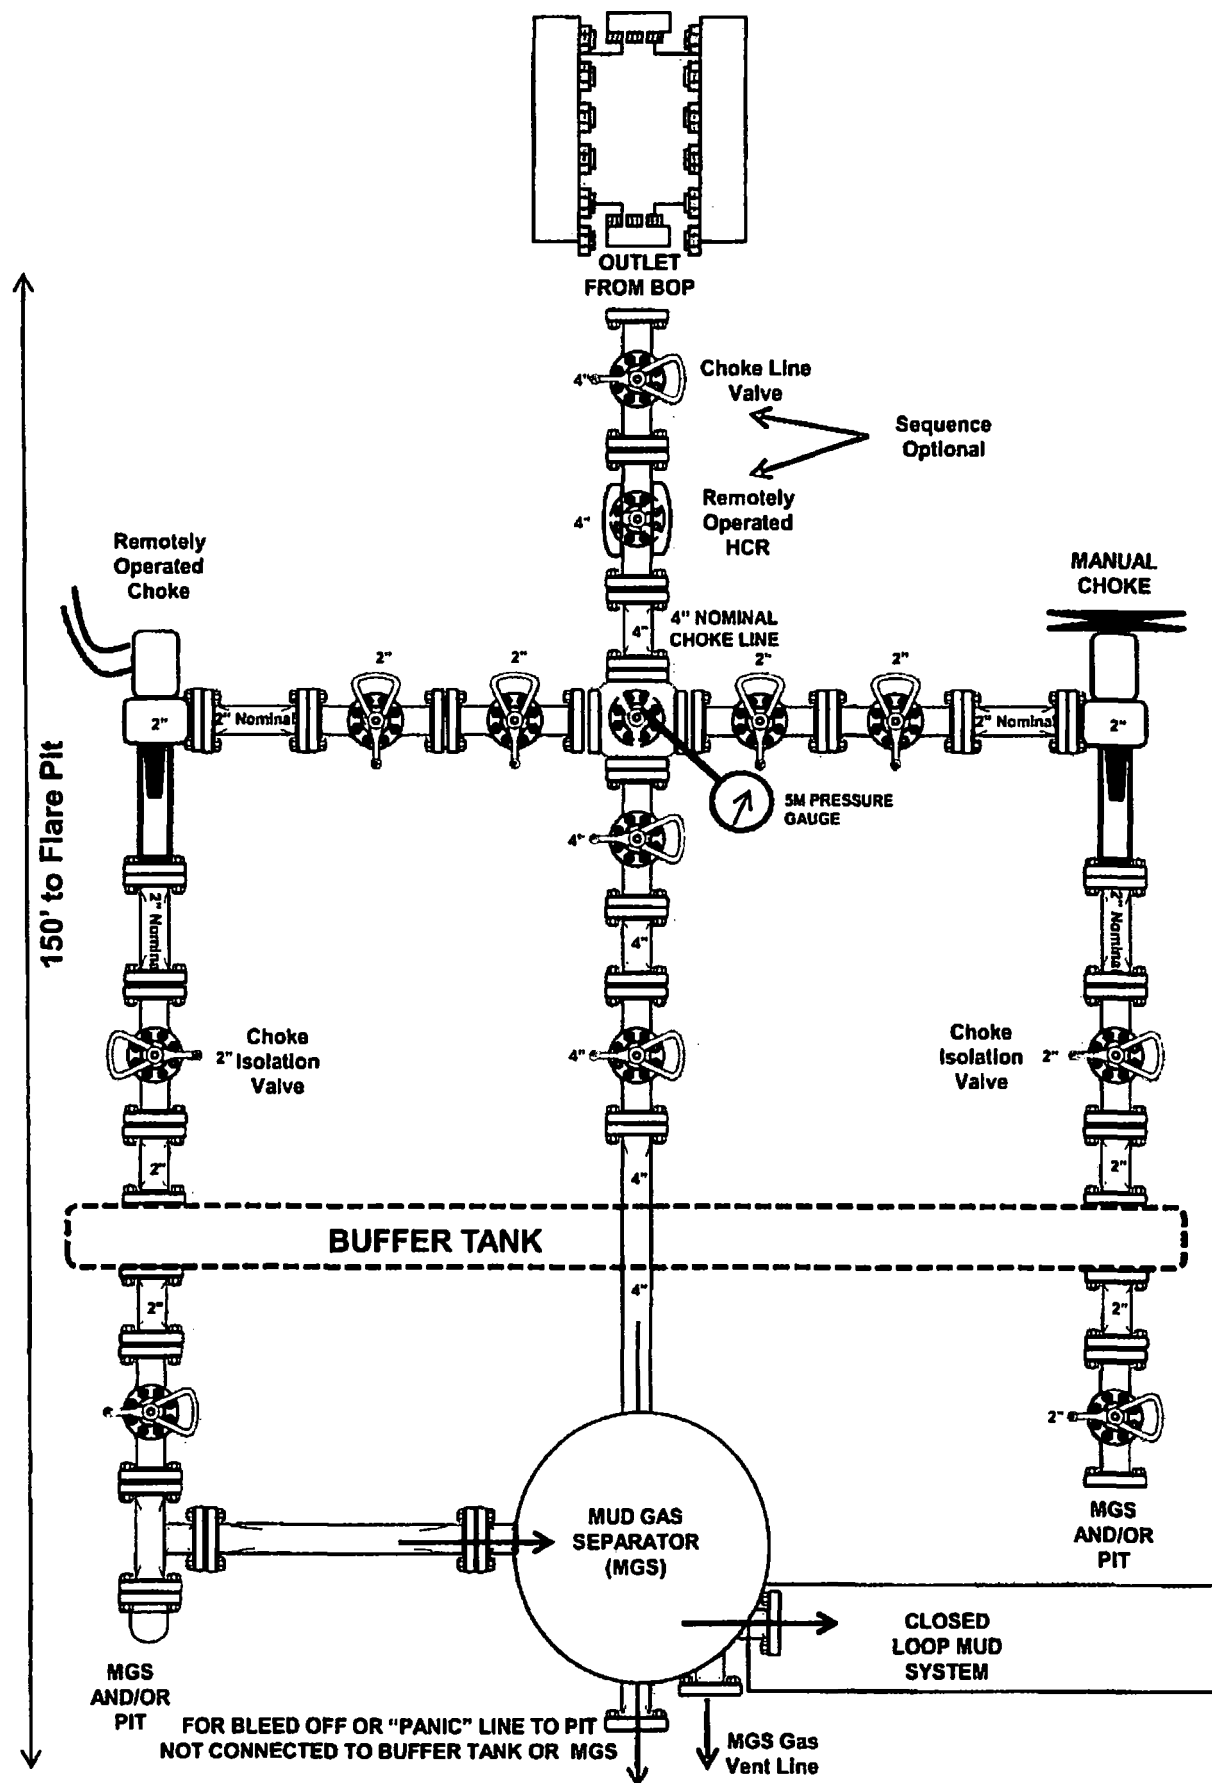 OUTLET
FROM BOP
4"
Choke Line
Valve
Sequence
Optional
4"
Remotely
Operated
HCR
Remotely
Operated
Choke
MANUAL
CHOKE
4"
4" NOMINAL
CHOKE LINE
2"
2"
2"
2"
2"
2" Nominal
2" Nominal
2"
5M PRESSURE
GAUGE
4"
150' to Flare Pit
2" Nominal
4"
2" Nominal
2"
Choke
Isolation
Valve
4"
Choke
Isolation
Valve
2"
2"
4"
2"
BUFFER TANK
2"
4"
2"
2"
MUD GAS
SEPARATOR
(MGS)
MGS
AND/OR
PIT
CLOSED
LOOP MUD
SYSTEM
MGS
AND/OR
PIT
FOR BLEED OFF OR "PANIC" LINE TO PIT
NOT CONNECTED TO BUFFER TANK OR MGS
MGS Gas
Vent Line